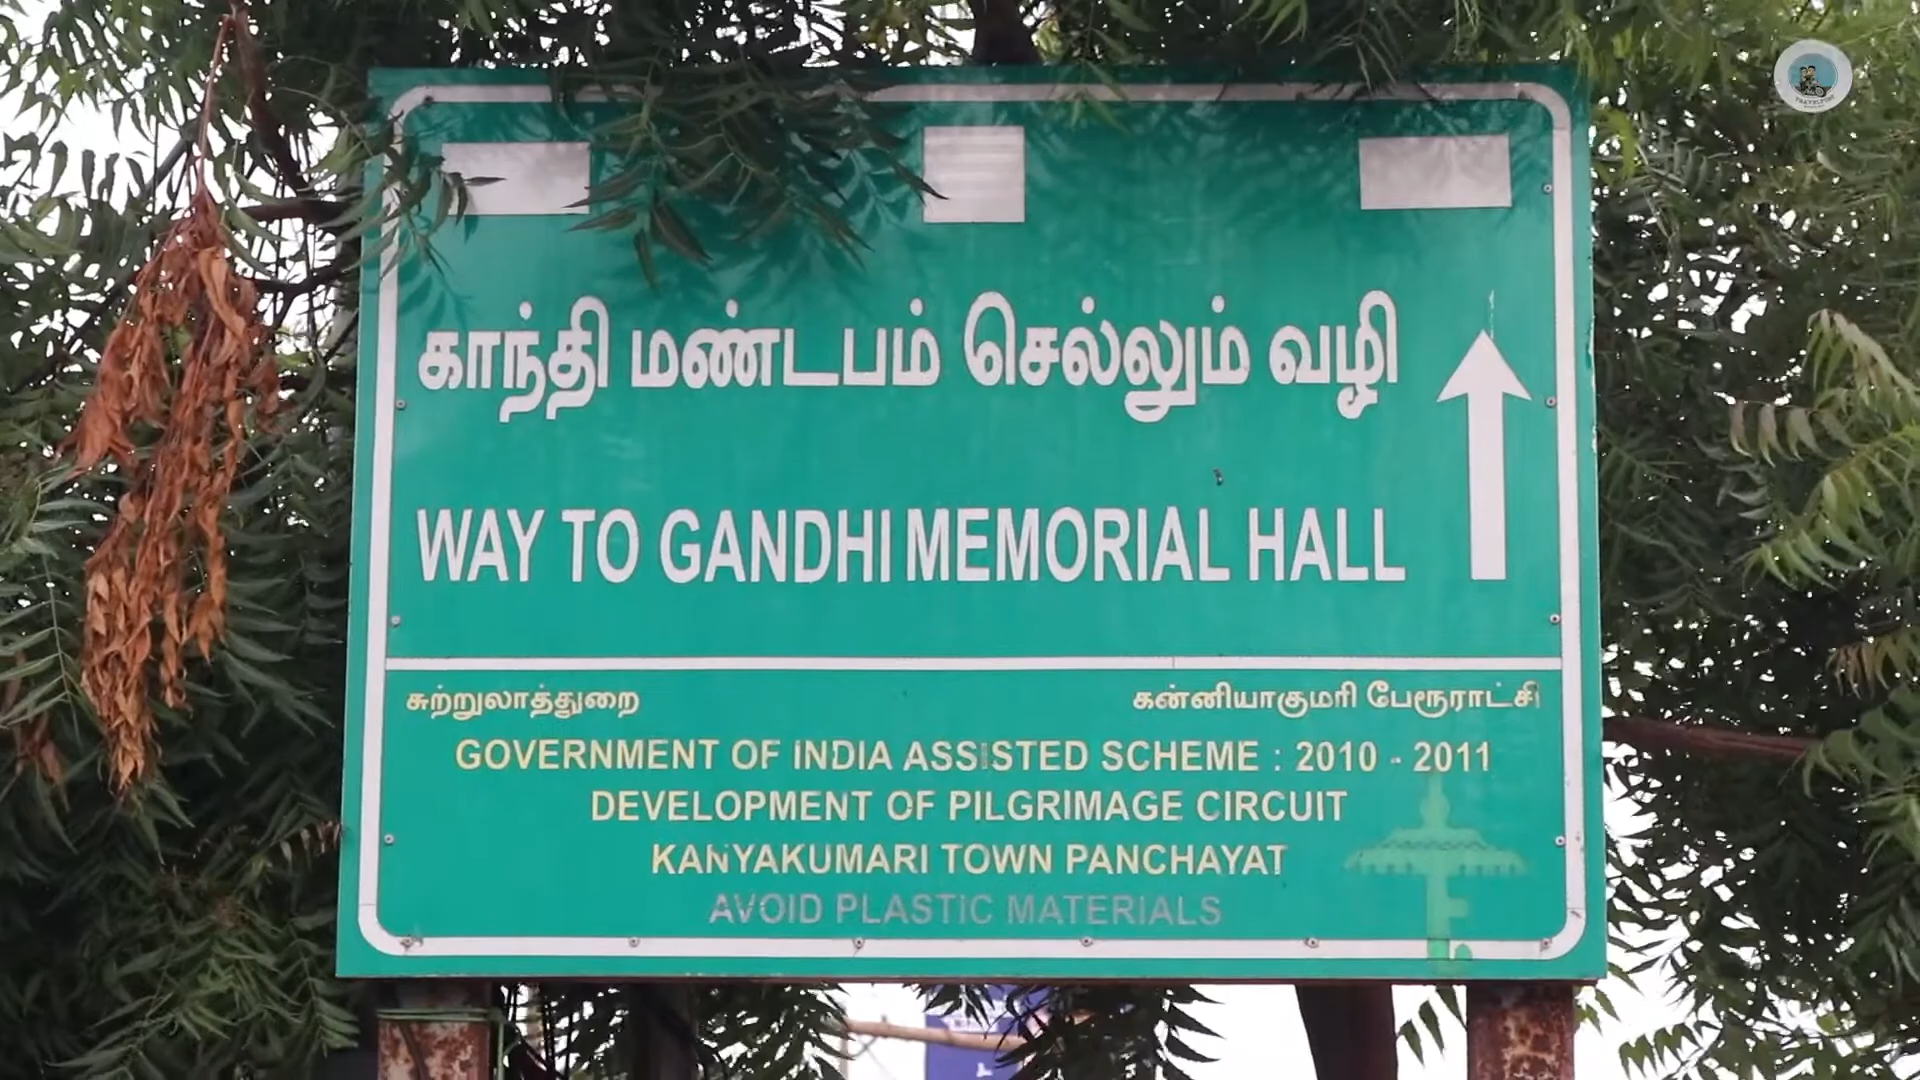 காந்தி மண்டபம் செல்லும் வழி
WAY TO GANDHI MEMORIAL HALL
சுற்றுலாத்துறை கன்னியாகுமரி பேரூராட்சி
GOVERNMENT OF INDIA ASSISTED SCHEME : 2010 - 2011
DEVELOPMENT OF PILGRIMAGE CIRCUIT
KANYAKUMARI TOWN PANCHAYAT
AVOID PLASTIC MATERIALS